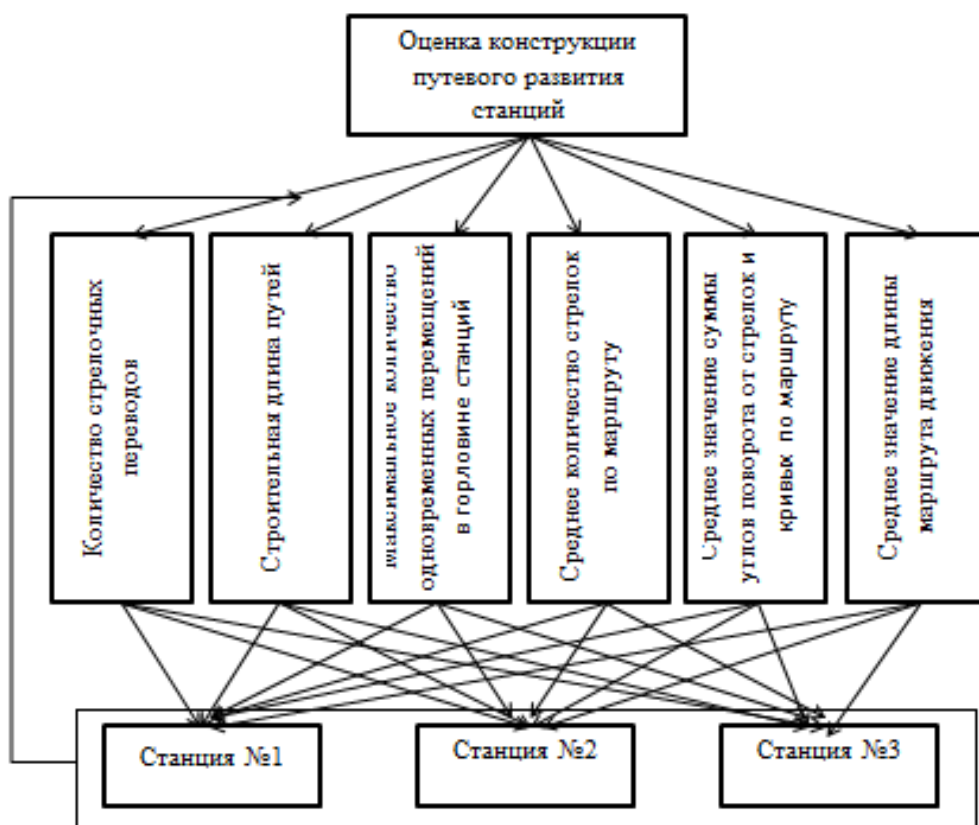 Оценка конструкции
путевого развития
станций
Количество стрелочных
переводов
Строительная длина путей
Максимальное количество
одновременных перемещений
в горловине станций
Среднее количество стрелок
по маршруту
Среднее значение суммы
углов поворота от стрелок и
кривых по маршруту
Среднее значение длины
маршрута движения
Станция №1
Станция №2
Станция №3